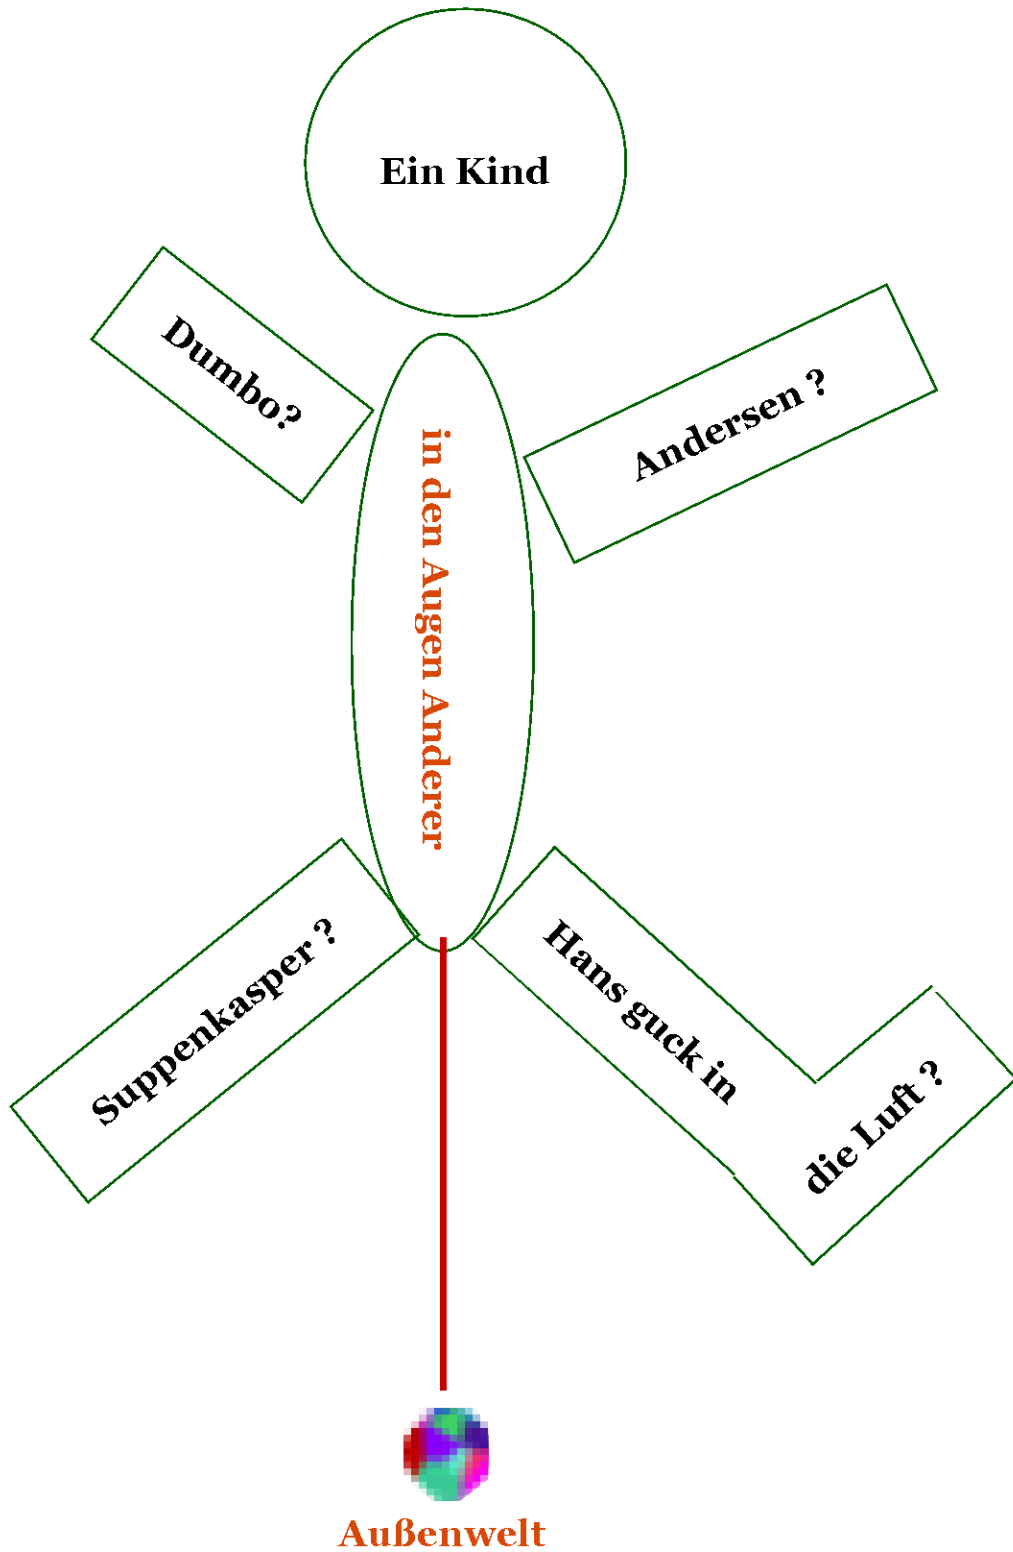 Ein Kind
Dumbo?
Andersen ?
in den Augen Anderer
Suppenkasper ?
Hans guck in
die Luft ?
Außenwelt